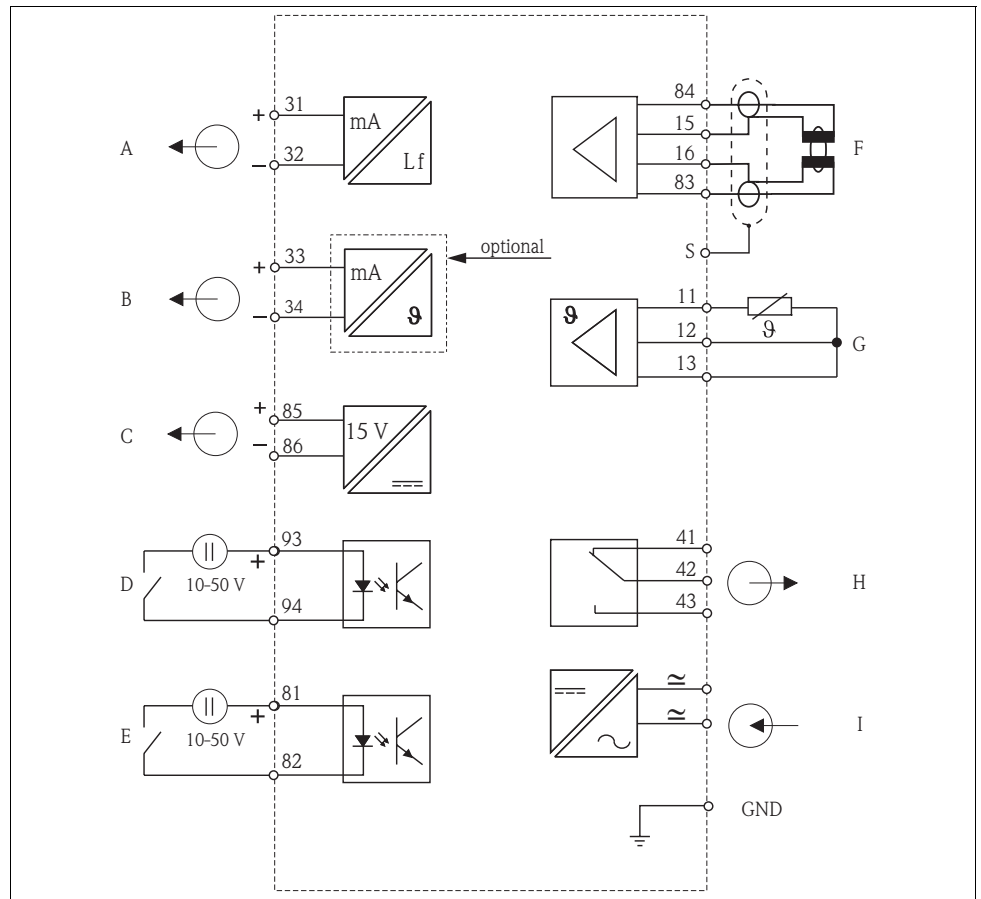 A
+ 31
− 32
mA
Lf
B
+ 33
− 34
mA
ϑ
optional
C
+ 85
− 86
15 V
D
10-50 V
+ 93
94
E
10-50 V
+ 81
82
84
15
16
83
S
F
ϑ
11
12
13
ϑ
G
41
42
43
H
≃
≃
I
GND